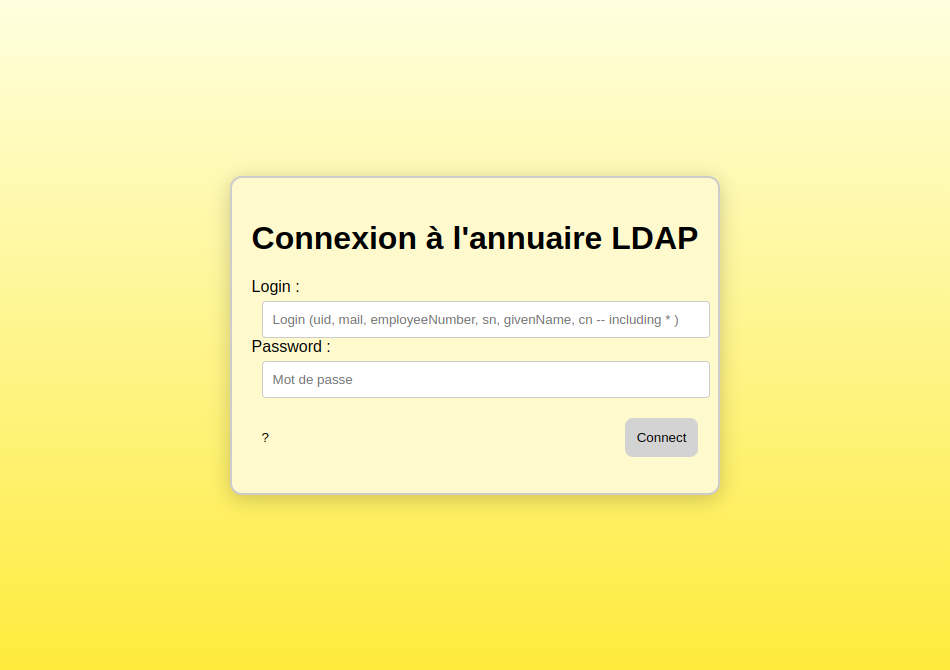 Connexion à l'annuaire LDAP
Login :
Login (uid, mail, employeeNumber, sn, givenName, cn -- including * )
Password :
Mot de passe
?
Connect